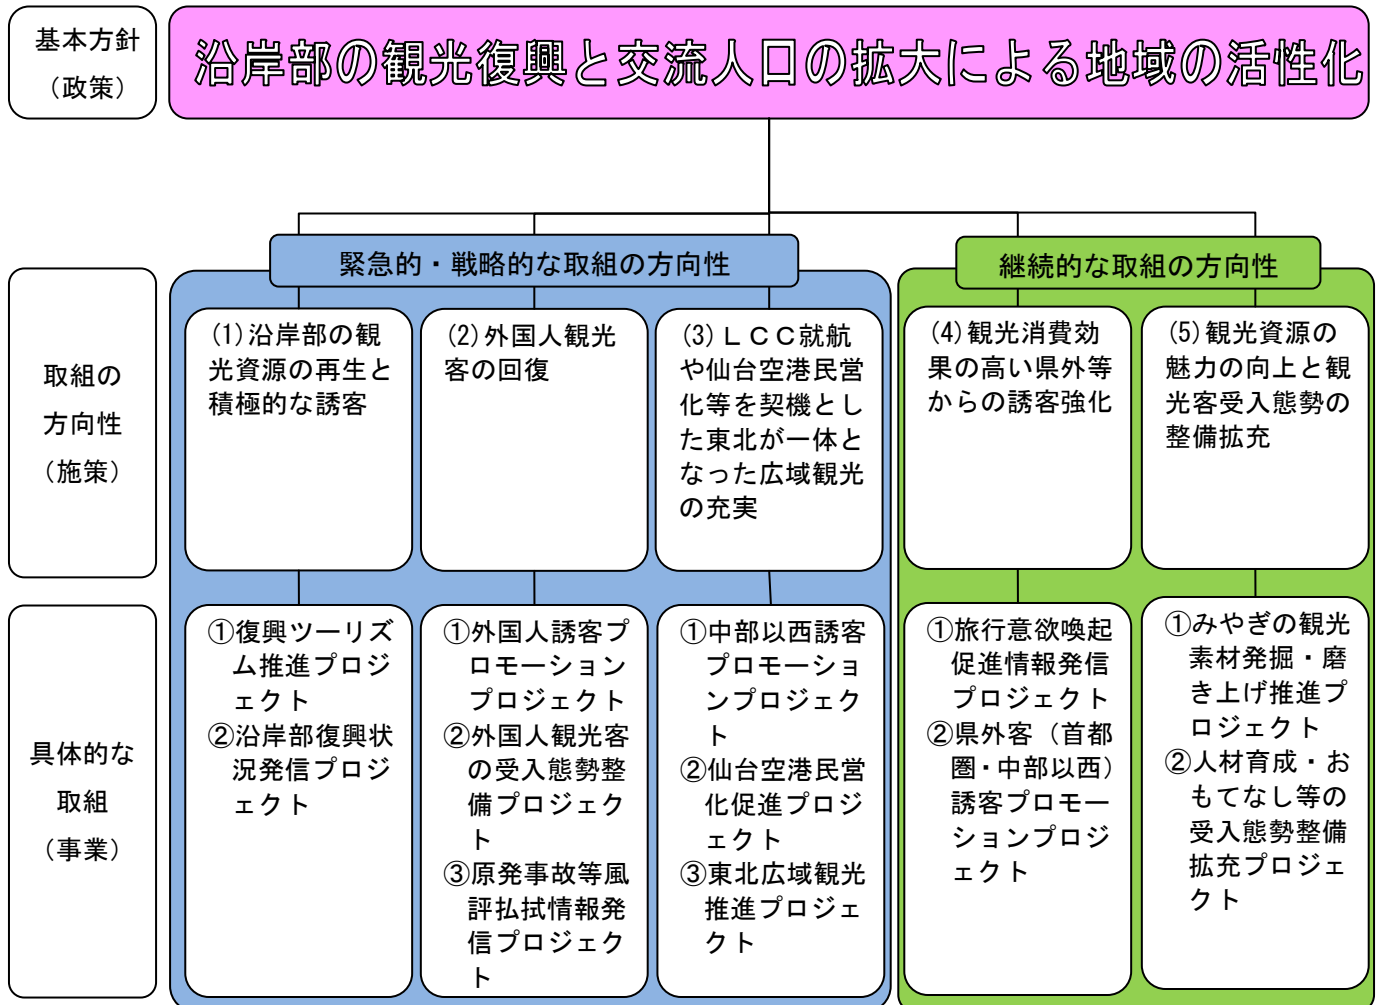 基本方針
（政策）
沿岸部の観光復興と交流人口の拡大による地域の活性化
緊急的・戦略的な取組の方向性
継続的な取組の方向性
取組の
方向性
（施策）
(1)沿岸部の観
光資源の再生と
積極的な誘客
(2)外国人観光
客の回復
(3)ＬＣＣ就航
や仙台空港民営
化等を契機とし
た東北が一体と
なった広域観光
の充実
(4)観光消費効
果の高い県外等
からの誘客強化
(5)観光資源の
魅力の向上と観
光客受入態勢の
整備拡充
具体的な
取組
（事業）
①復興ツーリズ
ム推進プロジ
ェクト
②沿岸部復興状
況発信プロジ
ェクト
①外国人誘客プ
ロモーション
プロジェクト
②外国人観光客
の受入態勢整
備プロジェク
ト
③原発事故等風
評払拭情報発
信プロジェク
ト
①中部以西誘客
プロモーショ
ンプロジェク
ト
②仙台空港民営
化促進プロジ
ェクト
③東北広域観光
推進プロジェ
クト
①旅行意欲喚起
促進情報発信
プロジェクト
②県外客（首都
圏・中部以西）
誘客プロモー
ションプロジ
ェクト
①みやぎの観光
素材発掘・磨
き上げ推進プ
ロジェクト
②人材育成・お
もてなし等の
受入態勢整備
拡充プロジェ
クト